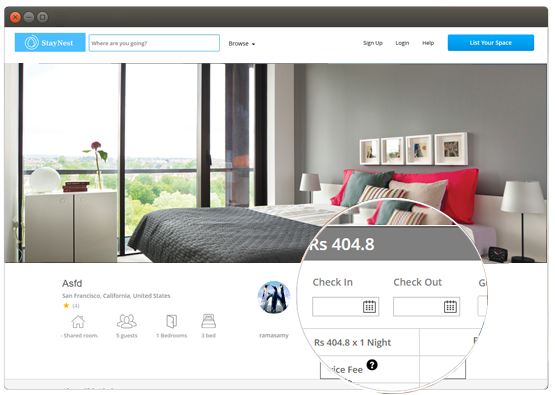 StayNest
Where are you going?
Browse
Sign Up
Login
Help
List Your Space
Rs 404.8
Check In
Check Out
Rs 404.8 x 1 Night
Fee
?
Asfd
San Francisco, California, United States
(4)
Shared room.
5 guests
1 Bedrooms
3 bed
ramasamy